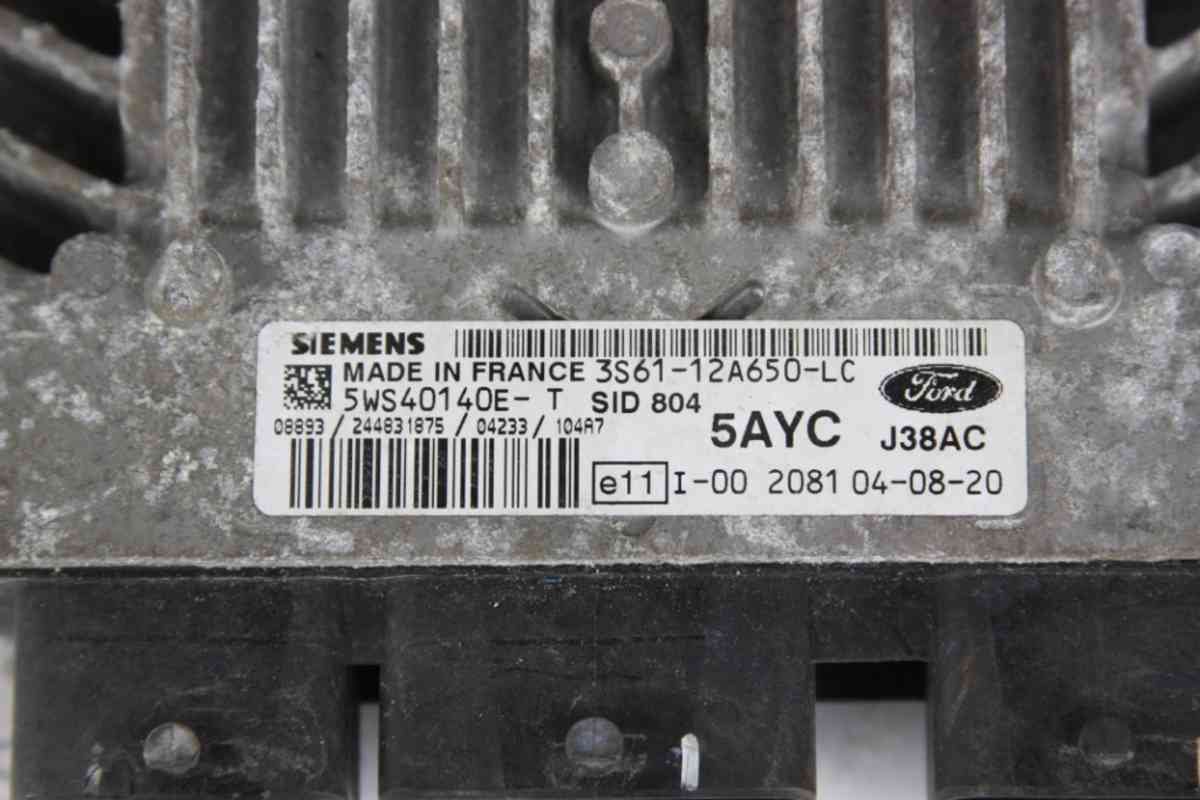 SIEMENS
MADE IN FRANCE 3S61-12A650-LC
5WS40140E- T SID 804
Ford
08893 / 244831875 / 04233 / 104A7
5AYC J38AC
e11 I-00 2081 04-08-20